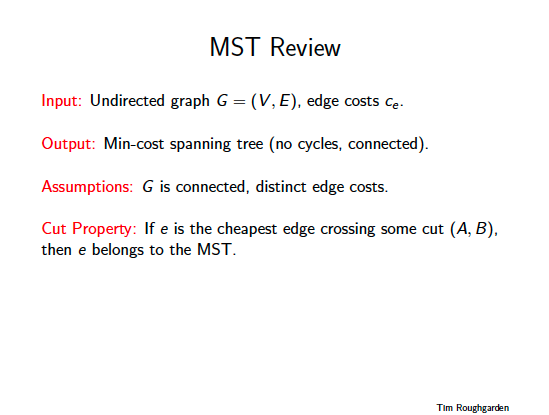 MST Review
Input: Undirected graph G = (V, E), edge costs cₑ.
Output: Min-cost spanning tree (no cycles, connected).
Assumptions: G is connected, distinct edge costs.
Cut Property: If e is the cheapest edge crossing some cut (A, B),
then e belongs to the MST.
Tim Roughgarden